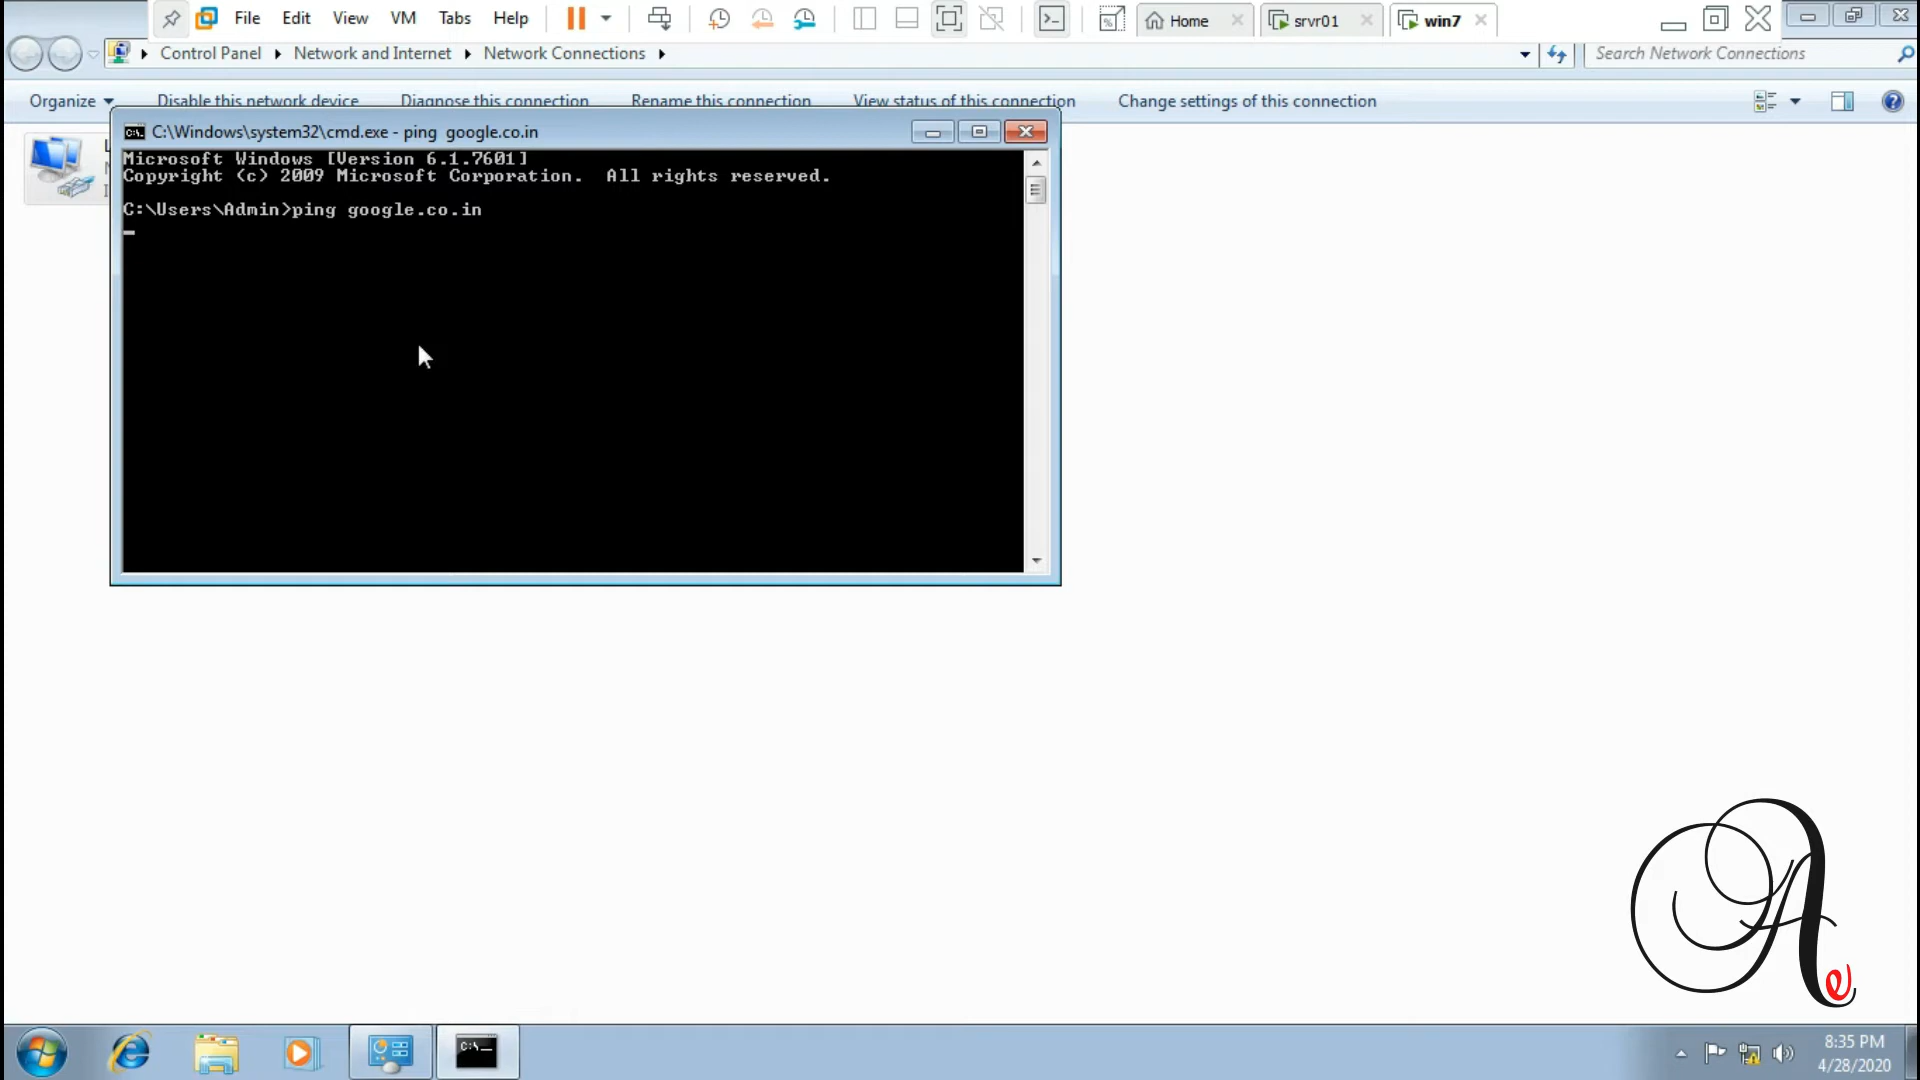 File Edit View VM Tabs Help Home srvr01 win7
Control Panel Network and Internet Network Connections Search Network Connections
Organize Disable this network device Diagnose this connection Rename this connection View status of this connection Change settings of this connection
C:\Windows\system32\cmd.exe - ping google.co.in
Microsoft Windows [Version 6.1.7601]
Copyright (c) 2009 Microsoft Corporation. All rights reserved.
C:\Users\Admin>ping google.co.in
8:35 PM
4/28/2020